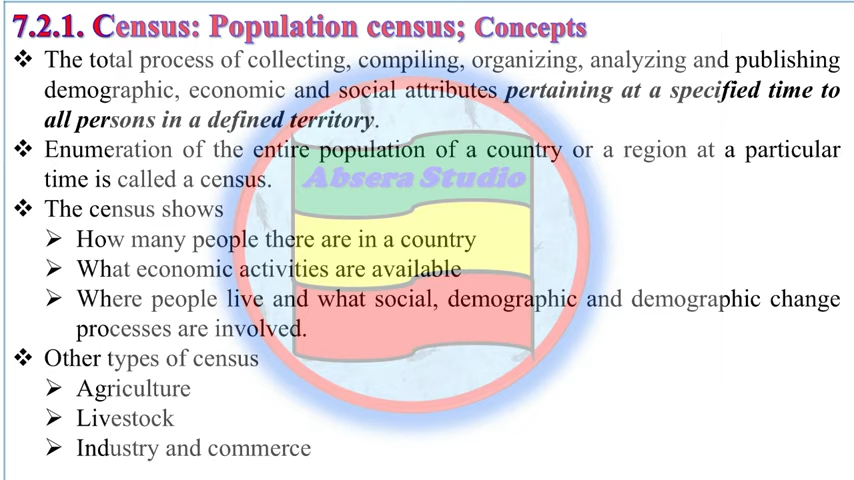 7.2.1. Census: Population census; Concepts
❖ The total process of collecting, compiling, organizing, analyzing and publishing
demographic, economic and social attributes pertaining at a specified time to
all persons in a defined territory.
❖ Enumeration of the entire population of a country or a region at a particular
time is called a census.
Absera Studio
❖ The census shows
➢ How many people there are in a country
➢ What economic activities are available
➢ Where people live and what social, demographic and demographic change
processes are involved.
❖ Other types of census
➢ Agriculture
➢ Livestock
➢ Industry and commerce